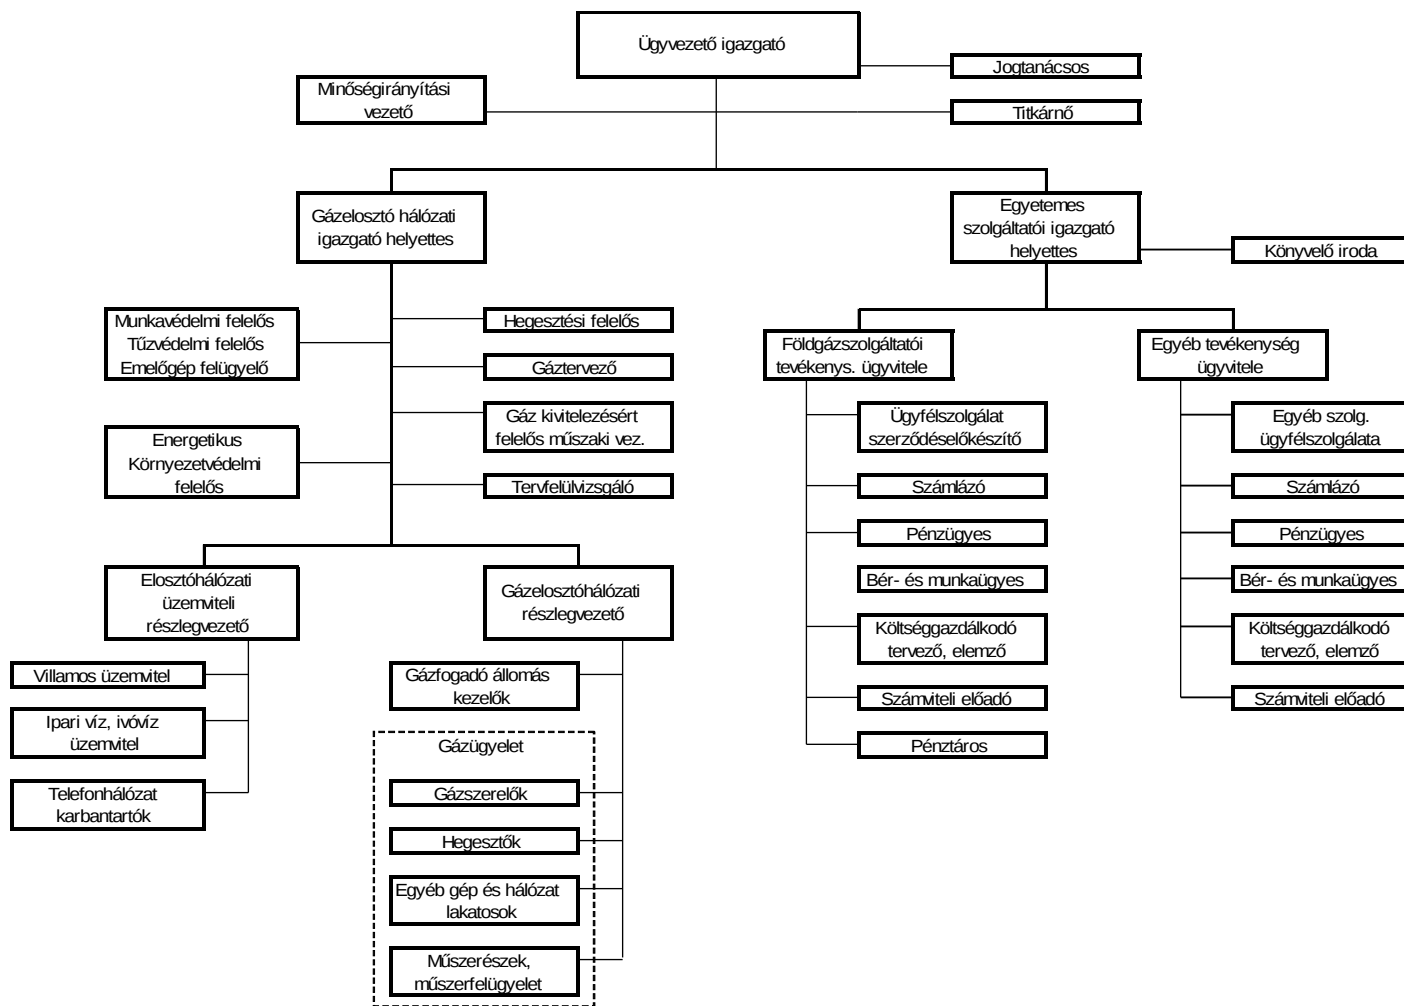 Ügyvezető igazgató
Jogtanácsos
Minőségirányítási
vezető
Titkárnő
Gázelosztó hálózati
igazgató helyettes
Egyetemes
szolgáltatói igazgató
helyettes
Könyvelő iroda
Munkavédelmi felelős
Tűzvédelmi felelős
Emelőgép felügyelő
Hegesztési felelős
Gáztervező
Gáz kivitelezésért
felelős műszaki vez.
Energetikus
Környezetvédelmi
felelős
Tervfelülvizsgáló
Földgázszolgáltatói
tevékenys. ügyvitele
Egyéb tevékenység
ügyvitele
Ügyfélszolgálat
szerződéselőkészítő
Számlázó
Pénzügyes
Bér- és munkaügyes
Költséggazdálkodó
tervező, elemző
Számviteli előadó
Pénztáros
Egyéb szolg.
ügyfélszolgálata
Számlázó
Pénzügyes
Bér- és munkaügyes
Költséggazdálkodó
tervező, elemző
Számviteli előadó
Elosztóhálózati
üzemviteli
részlegvezető
Gázelosztóhálózati
részlegvezető
Villamos üzemvitel
Ipari víz, ivóvíz
üzemvitel
Telefonhálózat
karbantartók
Gázfogadó állomás
kezelők
Gázügyelet
Gázszerelők
Hegesztők
Egyéb gép és hálózat
lakatosok
Műszerészek,
műszerfelügyelet